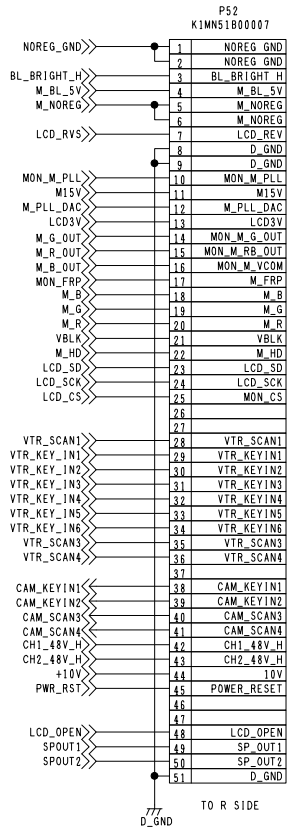 P52
K1MN51B00007
NOREG_GND 1 NOREG GND
2 NOREG GND
BL_BRIGHT_H 3 BL_BRIGHT H
M_BL_5V 4 M_BL_5V
M_NOREG 5 M_NOREG
6 M_NOREG
LCD_RVS 7 LCD_REV
8 D_GND
9 D_GND
MON_M_PLL 10 MON_M_PLL
M15V 11 M15V
M_PLL_DAC 12 M_PLL_DAC
LCD3V 13 LCD3V
M_G_OUT 14 MON_M_G_OUT
M_R_OUT 15 MON_M_RB_OUT
M_B_OUT 16 MON_M_VCOM
MON_FRP 17 M_FRP
M_B 18 M_B
M_G 19 M_G
M_R 20 M_R
VBLK 21 VBLK
M_HD 22 M_HD
LCD_SD 23 LCD_SD
LCD_SCK 24 LCD_SCK
LCD_CS 25 MON_CS
26
27
VTR_SCAN1 28 VTR_SCAN1
VTR_KEY_IN1 29 VTR_KEYIN1
VTR_KEY_IN2 30 VTR_KEYIN2
VTR_KEY_IN3 31 VTR_KEYIN3
VTR_KEY_IN4 32 VTR_KEYIN4
VTR_KEY_IN5 33 VTR_KEYIN5
VTR_KEY_IN6 34 VTR_KEYIN6
VTR_SCAN3 35 VTR_SCAN3
VTR_SCAN4 36 VTR_SCAN4
37
CAM_KEYIN1 38 CAM_KEYIN1
CAM_KEYIN2 39 CAM_KEYIN2
CAM_SCAN3 40 CAM_SCAN3
CAM_SCAN4 41 CAM_SCAN4
CH1_48V_H 42 CH1_48V_H
CH2_48V_H 43 CH2_48V_H
+10V 44 10V
PWR_RST 45 POWER_RESET
46
47
LCD_OPEN 48 LCD_OPEN
SPOUT1 49 SP_OUT1
SPOUT2 50 SP_OUT2
51 D_GND
TO R SIDE
D_GND